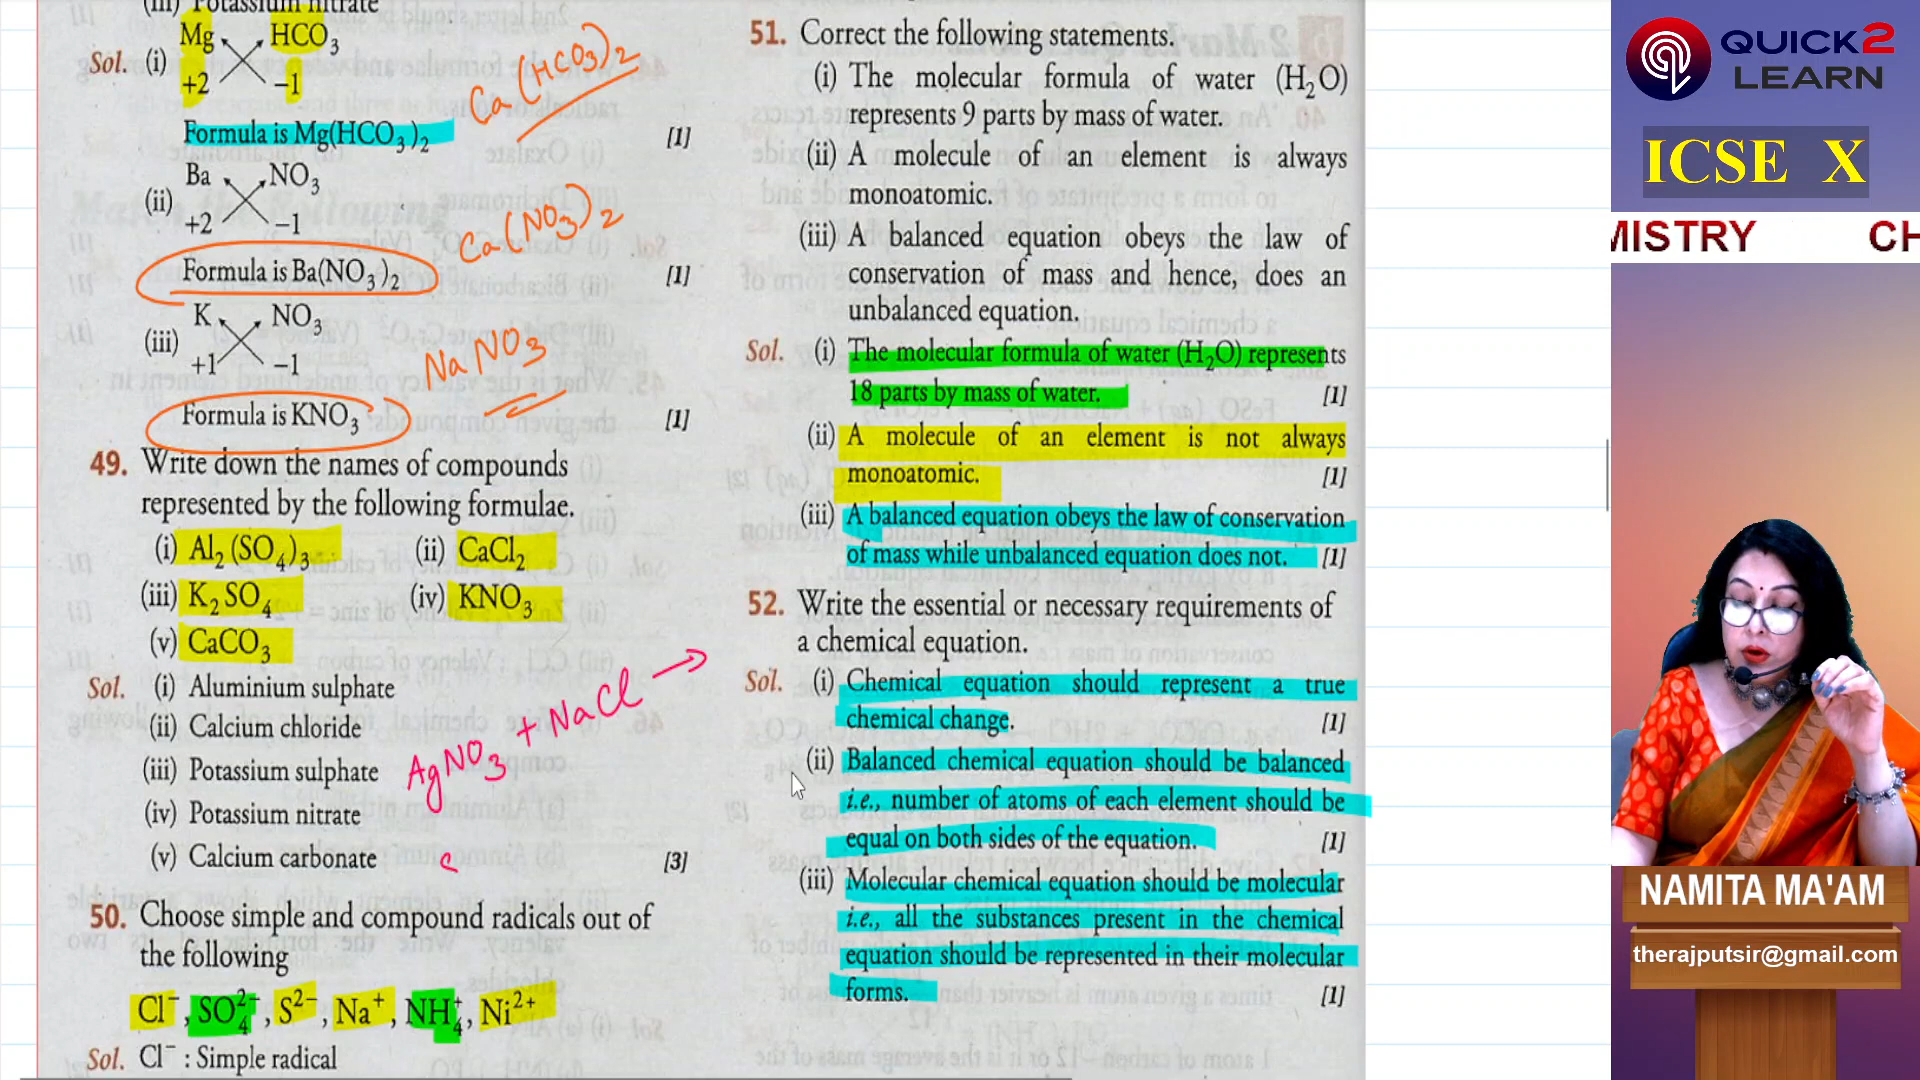 (iii) Potassium nitrate
Sol. (i) Mg HCO3
+2 −1
Formula is Mg(HCO3)2 [1]
Ca(HCO3)2
(ii) Ba NO3
+2 −1
Ca(NO3)2
Formula is Ba(NO3)2 [1]
(iii) K NO3
+1 −1
NaNO3
Formula is KNO3 [1]
49. Write down the names of compounds
represented by the following formulae.
(i) Al2(SO4)3 (ii) CaCl2
(iii) K2SO4 (iv) KNO3
(v) CaCO3
Sol. (i) Aluminium sulphate
(ii) Calcium chloride
(iii) Potassium sulphate
(iv) Potassium nitrate
(v) Calcium carbonate [3]
AgNO3 + NaCl →
50. Choose simple and compound radicals out of
the following
Cl⁻, SO4²⁻, S²⁻, Na⁺, NH4⁺, Ni²⁺
Sol. Cl⁻ : Simple radical
51. Correct the following statements.
(i) The molecular formula of water (H2O)
represents 9 parts by mass of water.
(ii) A molecule of an element is always
monoatomic.
(iii) A balanced equation obeys the law of
conservation of mass and hence, does an
unbalanced equation.
Sol. (i) The molecular formula of water (H2O) represents
18 parts by mass of water. [1]
(ii) A molecule of an element is not always
monoatomic. [1]
(iii) A balanced equation obeys the law of conservation
of mass while unbalanced equation does not. [1]
52. Write the essential or necessary requirements of
a chemical equation.
Sol. (i) Chemical equation should represent a true
chemical change. [1]
(ii) Balanced chemical equation should be balanced
i.e., number of atoms of each element should be
equal on both sides of the equation. [1]
(iii) Molecular chemical equation should be molecular
i.e., all the substances present in the chemical
equation should be represented in their molecular
forms. [1]
QUICK2
LEARN
ICSE X
MISTRY CH
NAMITA MA'AM
therajputsir@gmail.com